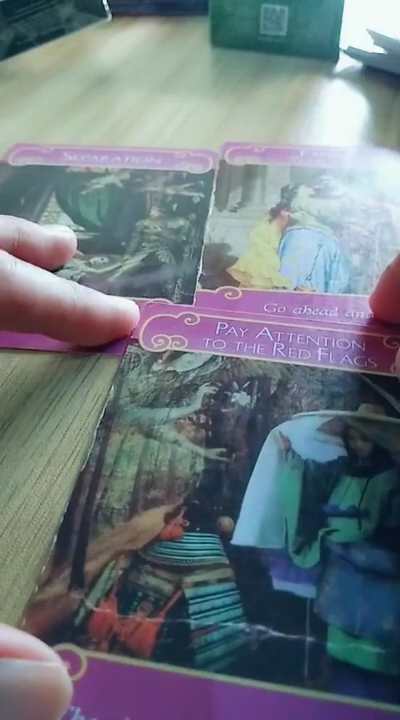 SEPARATION
Go ahead and
PAY ATTENTION
TO THE RED FLAGS